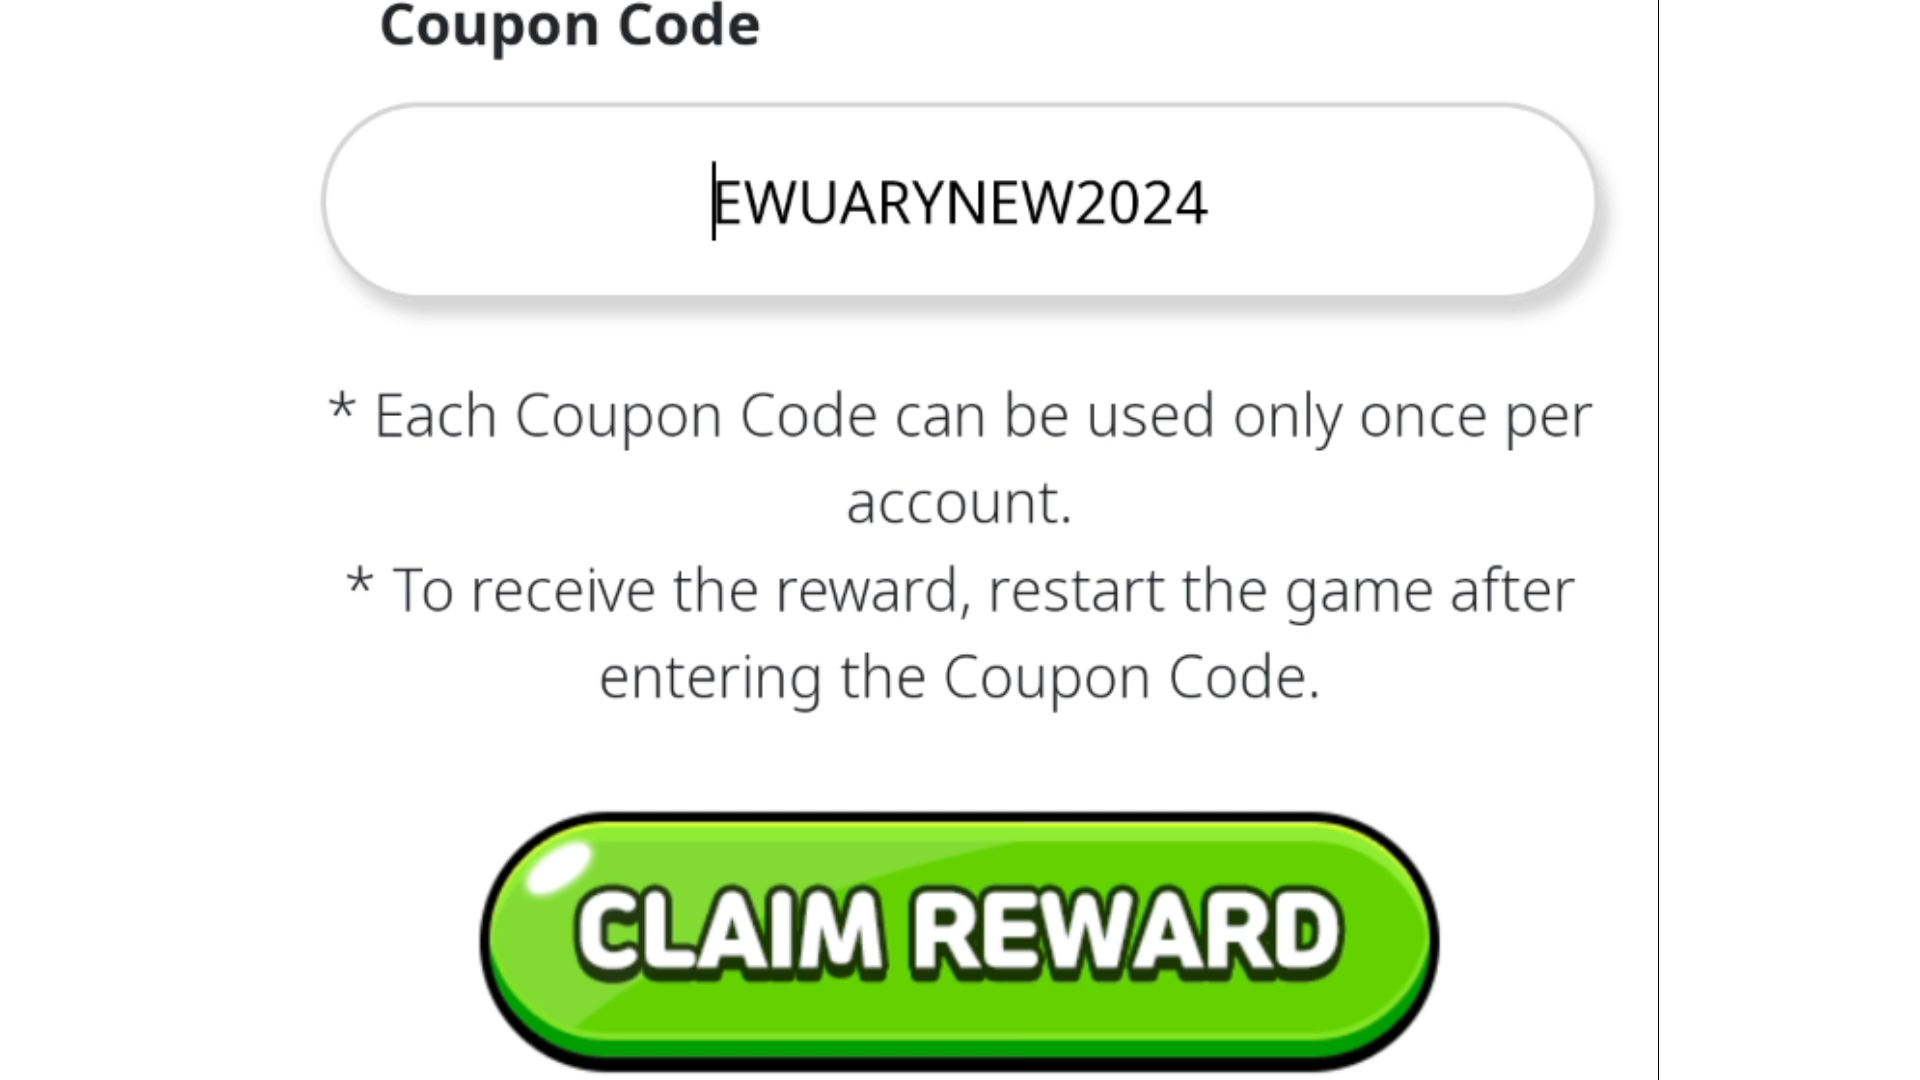 Coupon Code
EWUARYNEW2024
* Each Coupon Code can be used only once per
account.
* To receive the reward, restart the game after
entering the Coupon Code.
CLAIM REWARD